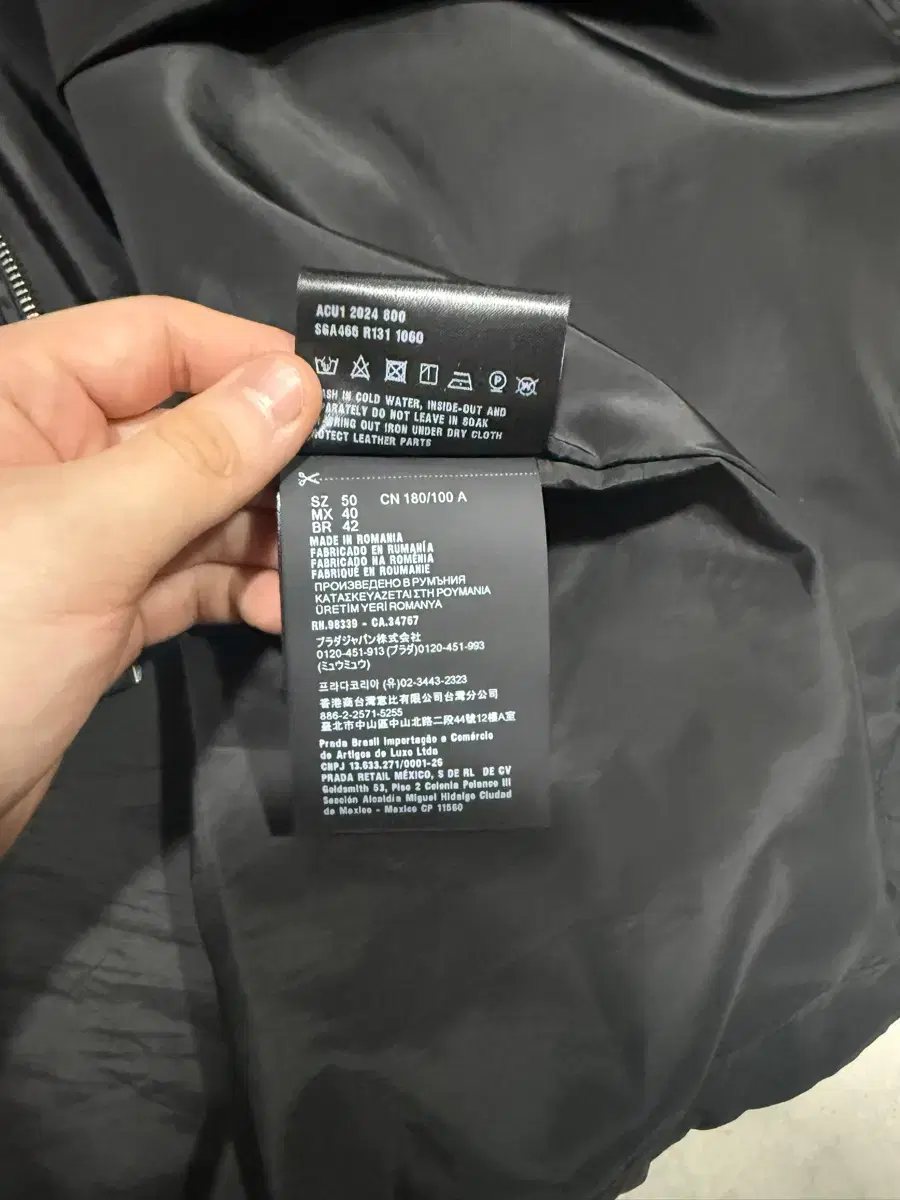 ACU1 2024 800
SGA466 R131 1060
P W
ASH IN COLD WATER, INSIDE-OUT AND
DO NOT LEAVE IN SOAK
OUT IRON UNDER DRY CLOTH
LEATHER PARTS
SZ 50 CN 180/100 A
MX 40
BR 42
MADE IN ROMANIA
FABRICADO EN RUMANÍA
FABRICADO NA ROMÉNIA
FABRIQUÉ EN ROUMANIE
ПРОИЗВЕДЕНО В РУМЪНИЯ
ΚΑΤΑΣΚΕΥΑΖΕΤΑΙ ΣΤΗ ΡΟΥΜΑΝΙΑ
ÜRETİM YERİ ROMANYA
RN.98339 - CA.34767
プラダジャパン株式会社
0120-451-913 (プラダ)0120-451-993
(ミュウミュウ)
프라다코리아 (유)02-3443-2323
香港商台灣意比有限公司台灣分公司
886-2-2571-5255
臺北市中山區中山北路二段44號12樓A室
Prada Brasil Importação e Comércio
de Artigos de Luxo Ltda
CNPJ 13.633.271/0001-26
PRADA RETAIL MÉXICO, S DE RL DE CV
Goldsmith 53, Piso 2 Colonia Polanco III
Sección Alcaldía Miguel Hidalgo Ciudad
de Mexico - Mexico CP 11560